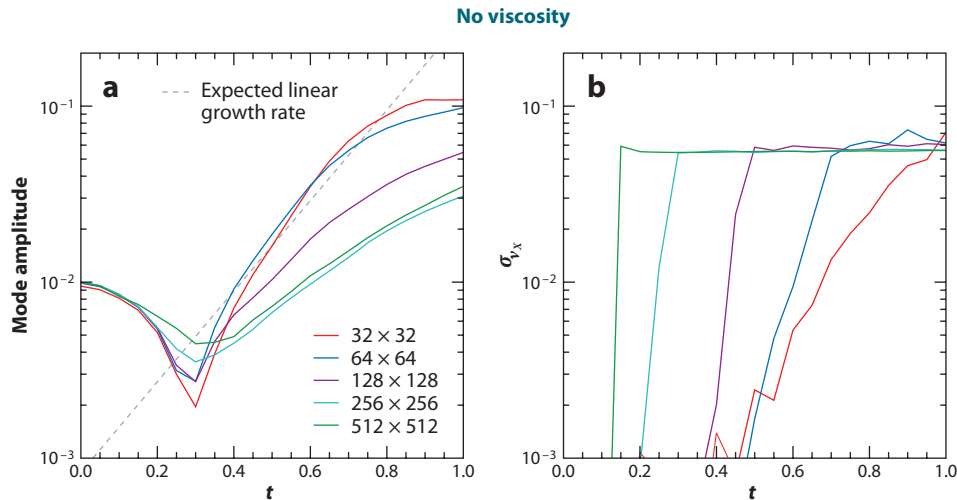 No viscosity
a
Expected linear
growth rate
Mode amplitude
10⁻¹
10⁻²
10⁻³
32 × 32
64 × 64
128 × 128
256 × 256
512 × 512
0.0 0.2 0.4 0.6 0.8 1.0
t
b
σᵥₓ
10⁻¹
10⁻²
10⁻³
0.0 0.2 0.4 0.6 0.8 1.0
t